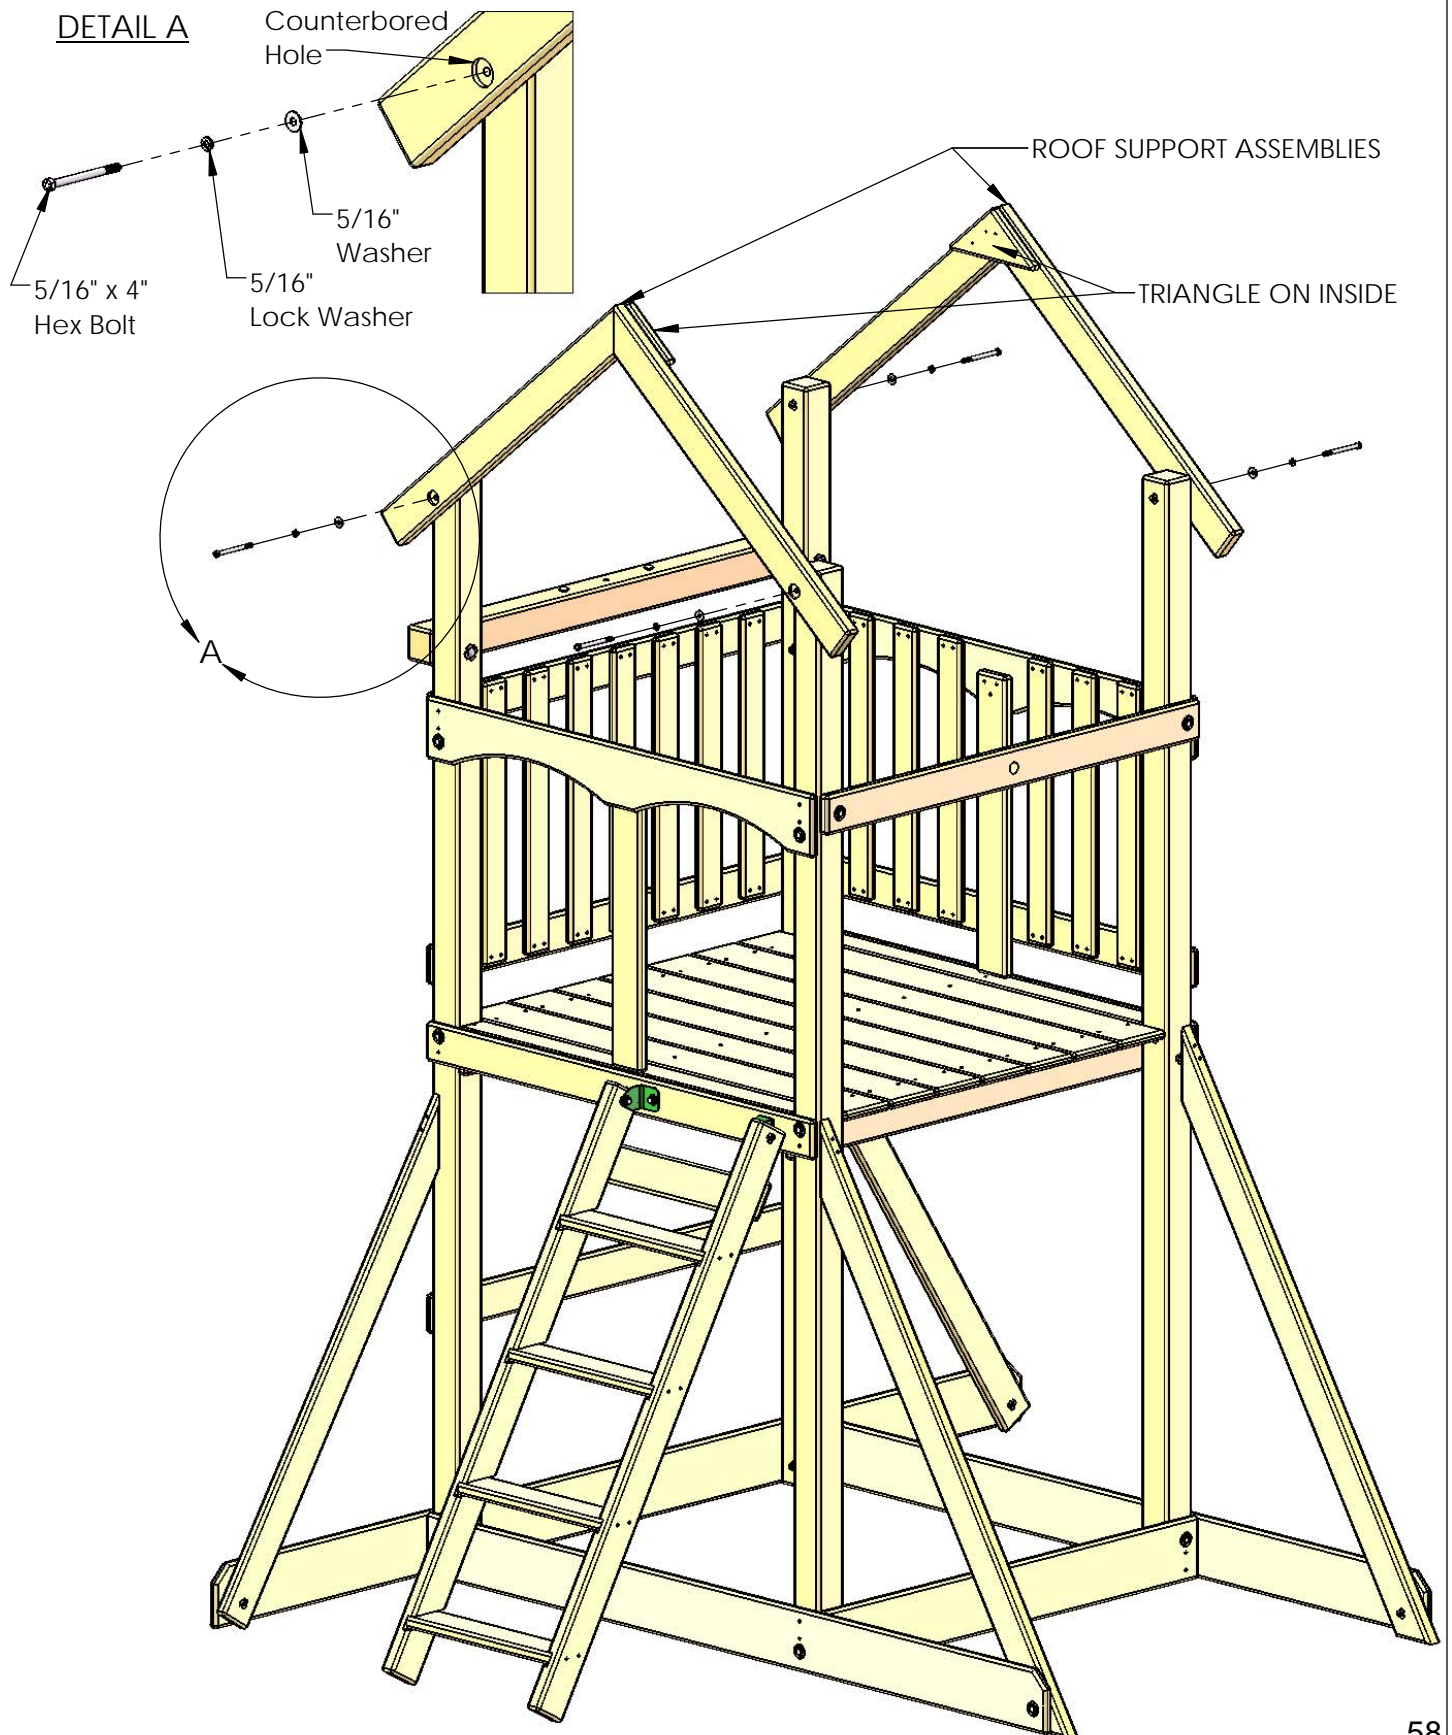 DETAIL A
Counterbored
Hole
5/16"
Washer
5/16"
Lock Washer
5/16" x 4"
Hex Bolt
ROOF SUPPORT ASSEMBLIES
TRIANGLE ON INSIDE
A
58